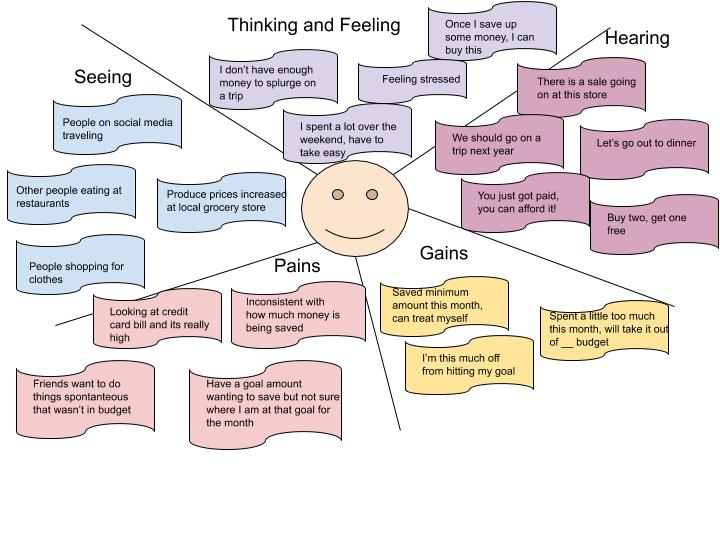 Thinking and Feeling
Once I save up
some money, I can
buy this
Hearing
Seeing
I don't have enough
money to splurge on
a trip
Feeling stressed
There is a sale going
on at this store
People on social media
traveling
I spent a lot over the
weekend, have to
take easy
We should go on a
trip next year
Let's go out to dinner
Other people eating at
restaurants
Produce prices increased
at local grocery store
You just got paid,
you can afford it!
Buy two, get one
free
People shopping for
clothes
Pains
Gains
Looking at credit
card bill and its really
high
Inconsistent with
how much money is
being saved
Saved minimum
amount this month,
can treat myself
Spent a little too much
this month, will take it out
of __ budget
I'm this much off
from hitting my goal
Friends want to do
things spontanteous
that wasn't in budget
Have a goal amount
wanting to save but not sure
where I am at that goal for
the month